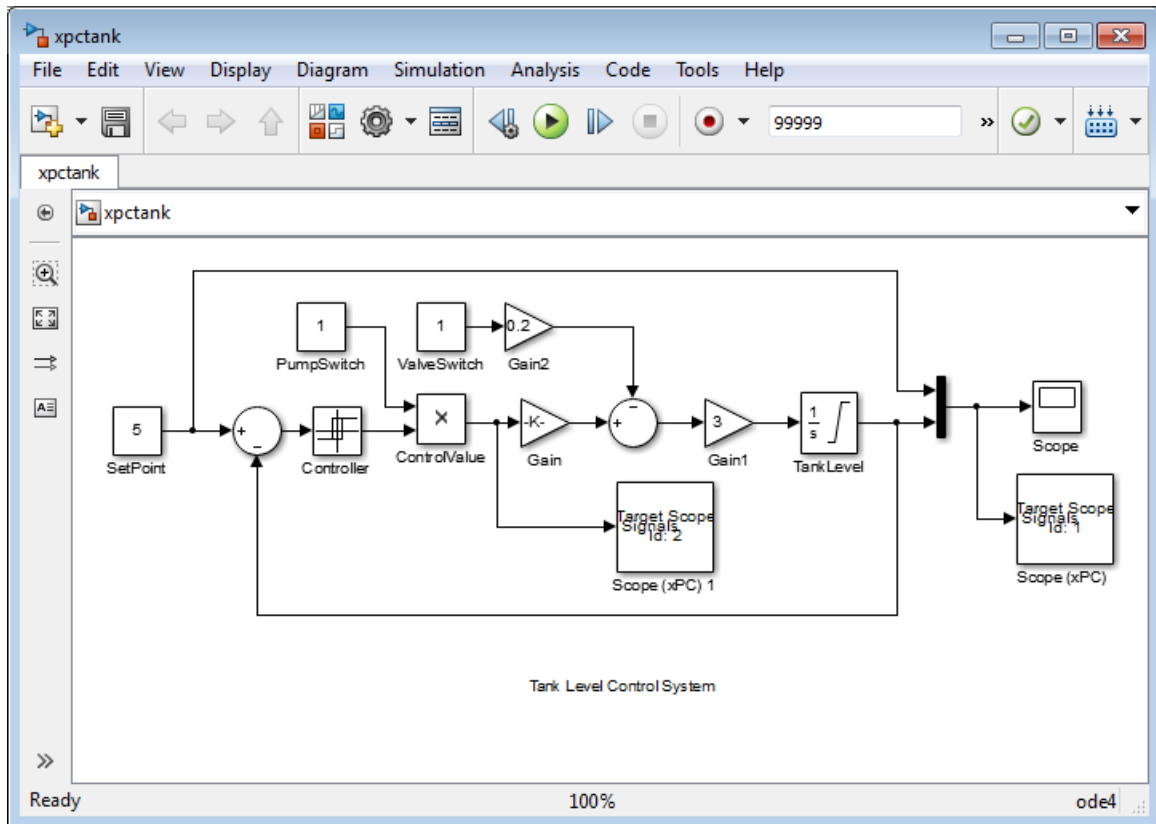 xpctank
File Edit View Display Diagram Simulation Analysis Code Tools Help
99999
xpctank
xpctank
1
PumpSwitch
1
ValveSwitch
0.2
Gain2
5
SetPoint
+
-
Controller
×
ControlValue
-K-
Gain
-
+
3
Gain1
1
s
TankLevel
Scope
Target Scope
Signals
Id: 2
Scope (xPC) 1
Target Scope
Signals
Id: 1
Scope (xPC)
Tank Level Control System
Ready 100% ode4